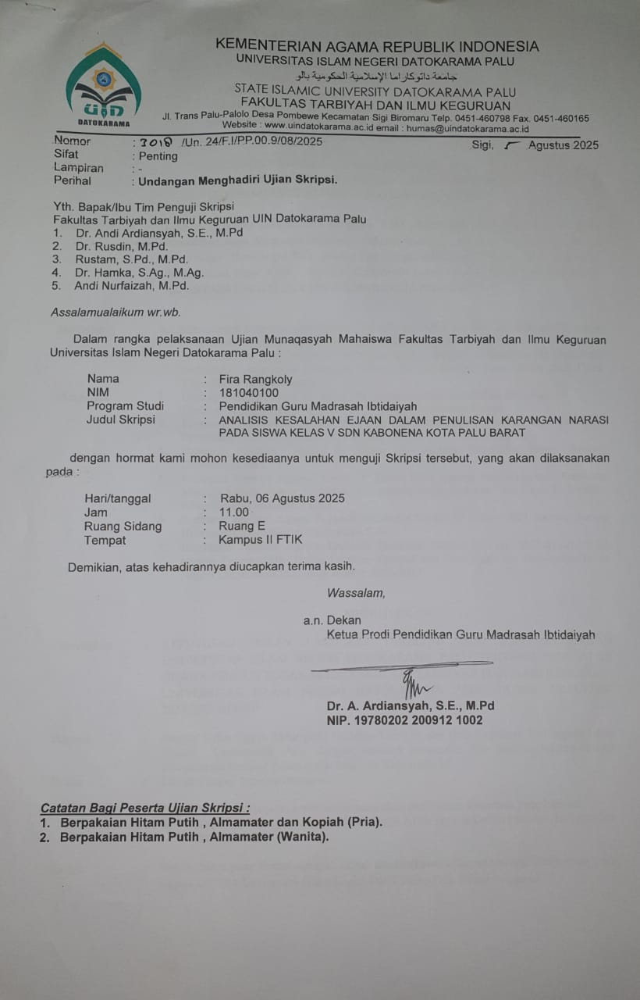 KEMENTERIAN AGAMA REPUBLIK INDONESIA
UNIVERSITAS ISLAM NEGERI DATOKARAMA PALU
جامعة داتوكاراما الإسلامية الحكومية بالو
STATE ISLAMIC UNIVERSITY DATOKARAMA PALU
FAKULTAS TARBIYAH DAN ILMU KEGURUAN
Jl. Trans Palu-Palolo Desa Pombewe Kecamatan Sigi Biromaru Telp. 0451-460798 Fax. 0451-460165
Website : www.uindatokarama.ac.id email : humas@uindatokarama.ac.id
UIN
DATOKARAMA
Nomor : 3018 /Un. 24/F.I/PP.00.9/08/2025 Sigi, 5 Agustus 2025
Sifat : Penting
Lampiran : -
Perihal : Undangan Menghadiri Ujian Skripsi.
Yth. Bapak/Ibu Tim Penguji Skripsi
Fakultas Tarbiyah dan Ilmu Keguruan UIN Datokarama Palu
1. Dr. Andi Ardiansyah, S.E., M.Pd
2. Dr. Rusdin, M.Pd.
3. Rustam, S.Pd., M.Pd.
4. Dr. Hamka, S.Ag., M.Ag.
5. Andi Nurfaizah, M.Pd.
Assalamualaikum wr.wb.
Dalam rangka pelaksanaan Ujian Munaqasyah Mahaiswa Fakultas Tarbiyah dan Ilmu Keguruan
Universitas Islam Negeri Datokarama Palu :
Nama : Fira Rangkoly
NIM : 181040100
Program Studi : Pendidikan Guru Madrasah Ibtidaiyah
Judul Skripsi : ANALISIS KESALAHAN EJAAN DALAM PENULISAN KARANGAN NARASI
PADA SISWA KELAS V SDN KABONENA KOTA PALU BARAT
dengan hormat kami mohon kesediaanya untuk menguji Skripsi tersebut, yang akan dilaksanakan
pada :
Hari/tanggal : Rabu, 06 Agustus 2025
Jam : 11.00
Ruang Sidang : Ruang E
Tempat : Kampus II FTIK
Demikian, atas kehadirannya diucapkan terima kasih.
Wassalam,
a.n. Dekan
Ketua Prodi Pendidikan Guru Madrasah Ibtidaiyah
Dr. A. Ardiansyah, S.E., M.Pd
NIP. 19780202 200912 1002
Catatan Bagi Peserta Ujian Skripsi :
1. Berpakaian Hitam Putih , Almamater dan Kopiah (Pria).
2. Berpakaian Hitam Putih , Almamater (Wanita).